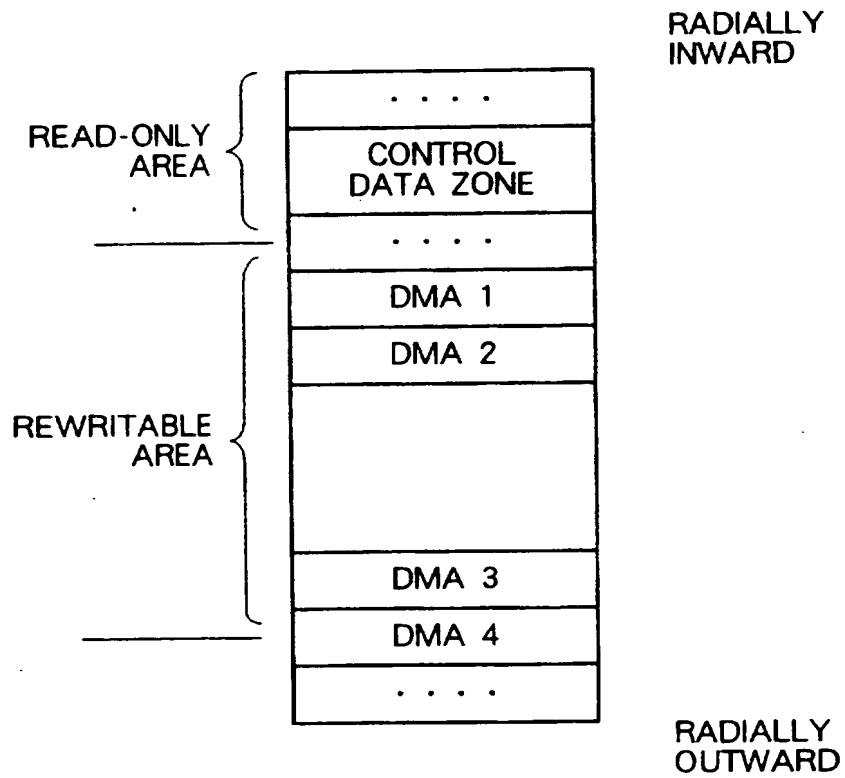 RADIALLY
INWARD
. . . .
READ-ONLY
AREA
CONTROL
DATA ZONE
. . . .
DMA 1
DMA 2
REWRITABLE
AREA
DMA 3
DMA 4
. . . .
RADIALLY
OUTWARD